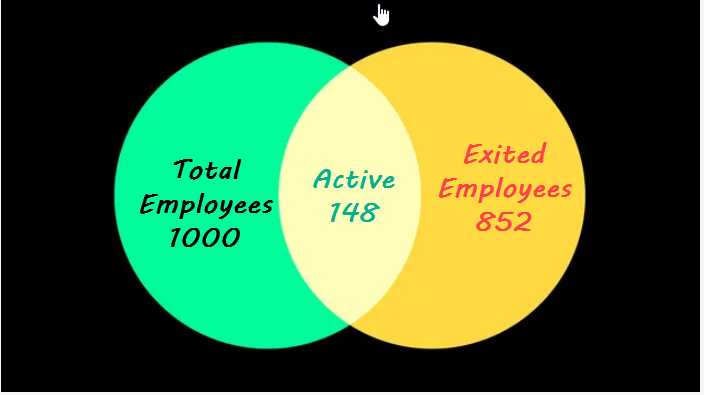 Total
Employees
1000
Active
148
Exited
Employees
852